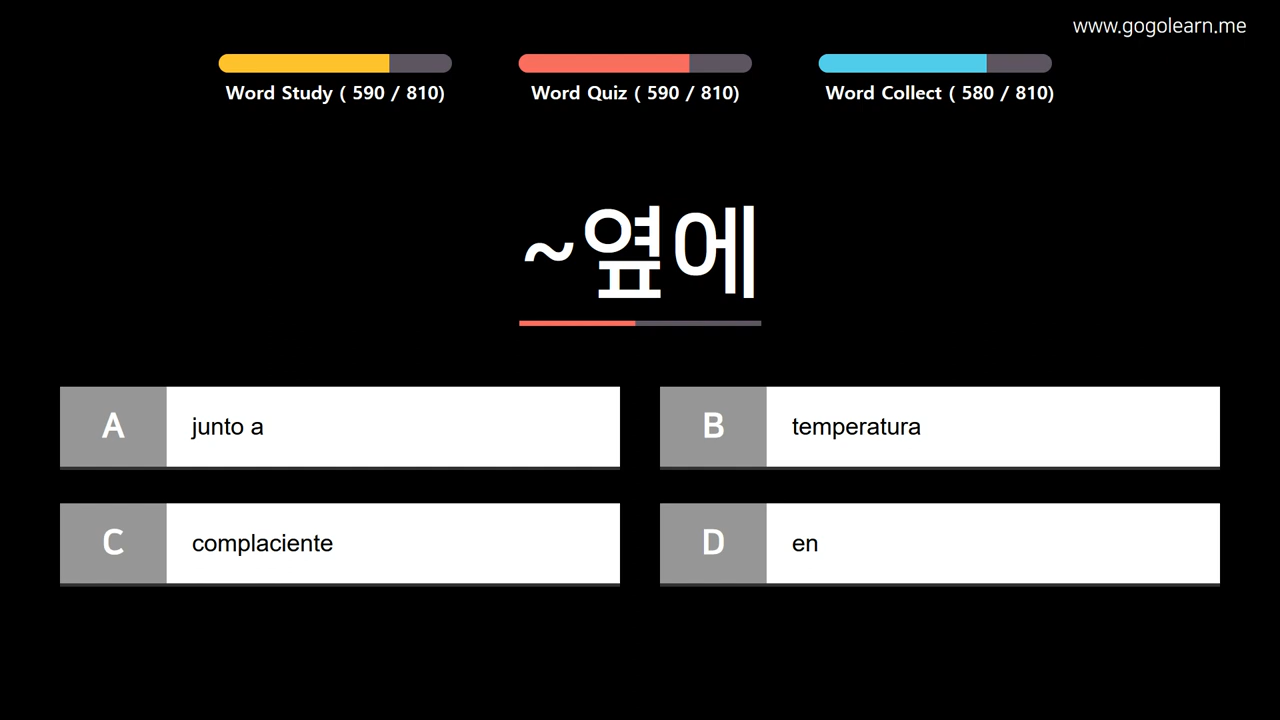 www.gogolearn.me
Word Study ( 590 / 810)
Word Quiz ( 590 / 810)
Word Collect ( 580 / 810)
~옆에
A junto a
B temperatura
C complaciente
D en